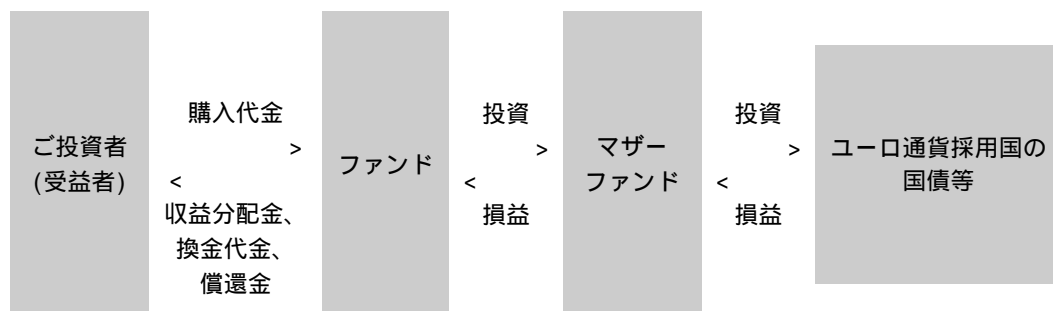 ご投資者
(受益者)
購入代金
>
<
収益分配金、
換金代金、
償還金
ファンド
投資
>
<
損益
マザー
ファンド
投資
>
<
損益
ユーロ通貨採用国の
国債等